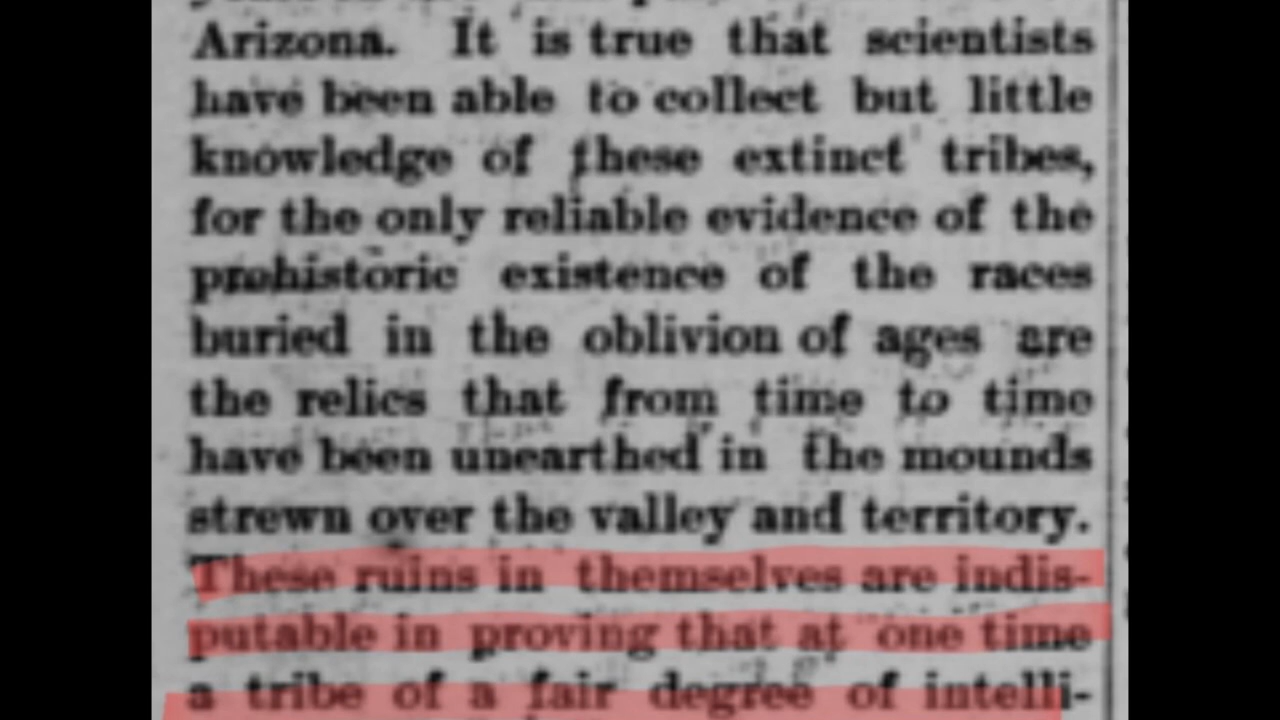 Arizona. It is true that scientists
have been able to collect but little
knowledge of these extinct tribes,
for the only reliable evidence of the
prehistoric existence of the races
buried in the oblivion of ages are
the relics that from time to time
have been unearthed in the mounds
strewn over the valley and territory.
These ruins in themselves are indis-
putable in proving that at one time
a tribe of a fair degree of intelli-